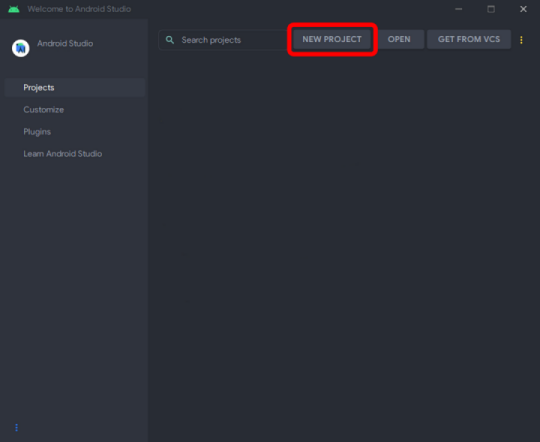 Welcome to Android Studio
Android Studio
Search projects
NEW PROJECT
OPEN
GET FROM VCS
Projects
Customize
Plugins
Learn Android Studio